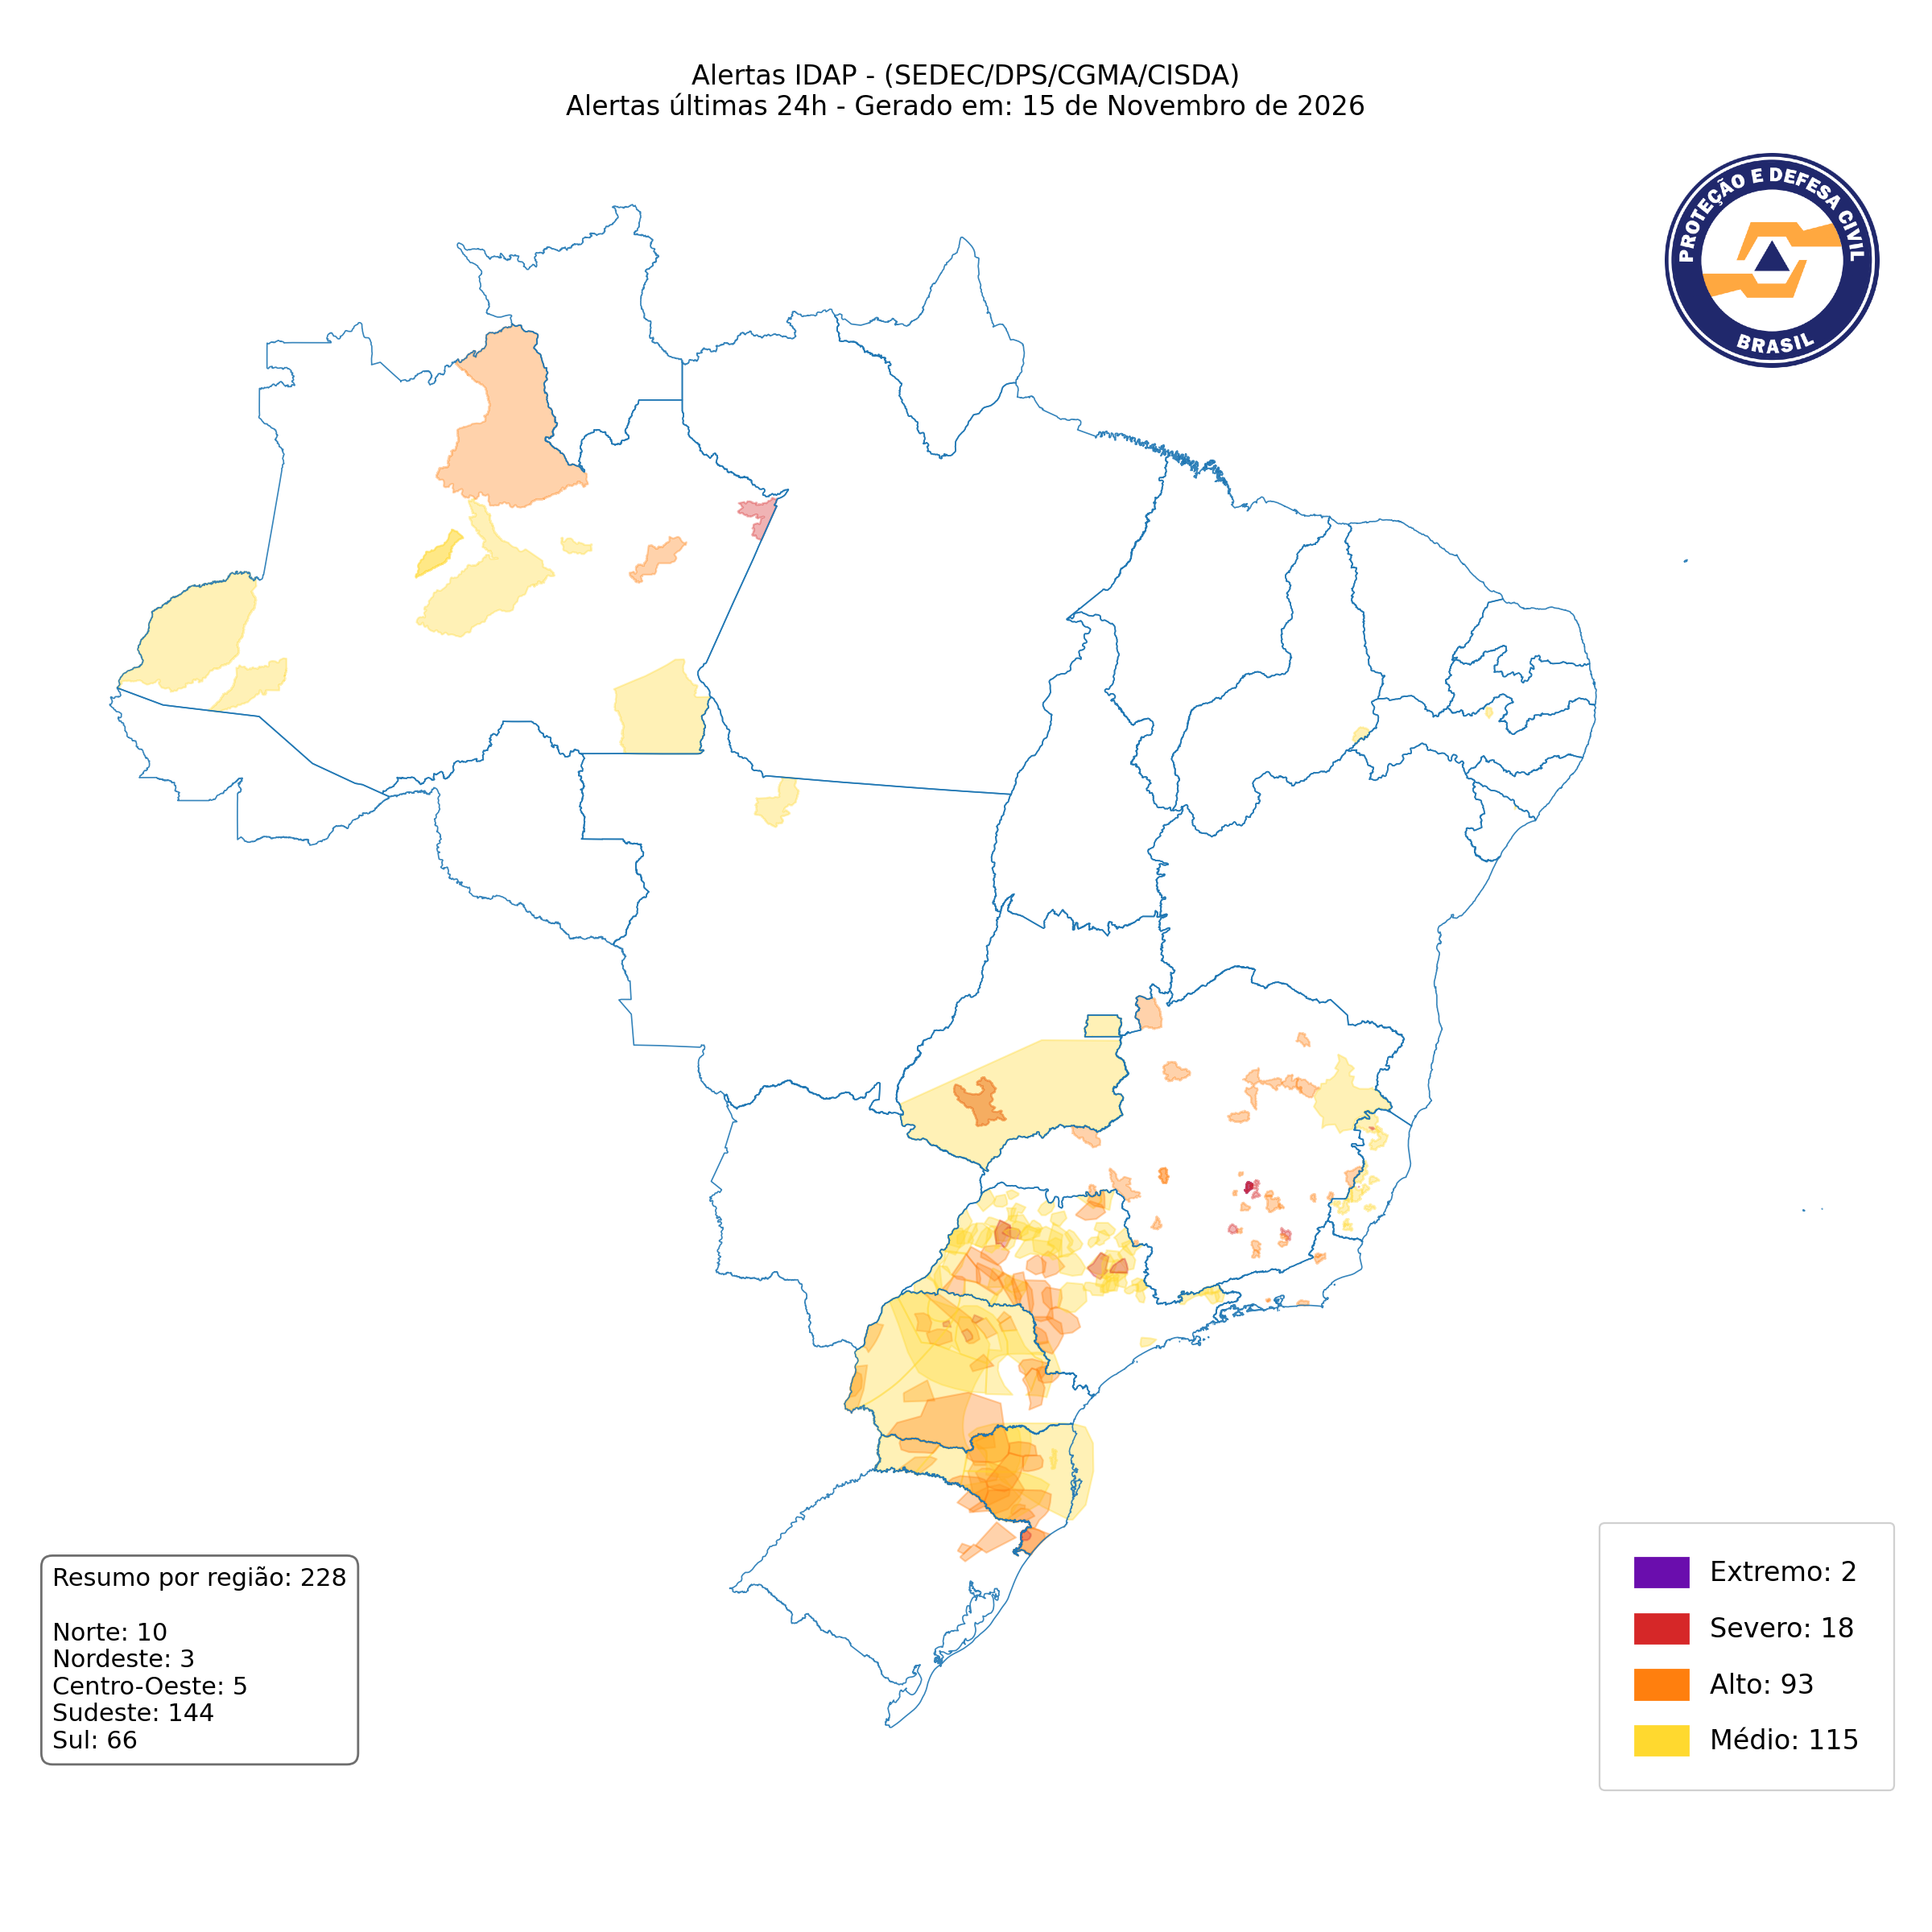 Alertas IDAP - (SEDEC/DPS/CGMA/CISDA)
Alertas últimas 24h - Gerado em: 15 de Novembro de 2026
PROTEÇÃO E DEFESA CIVIL
BRASIL
Resumo por região: 228
Norte: 10
Nordeste: 3
Centro-Oeste: 5
Sudeste: 144
Sul: 66
Extremo: 2
Severo: 18
Alto: 93
Médio: 115